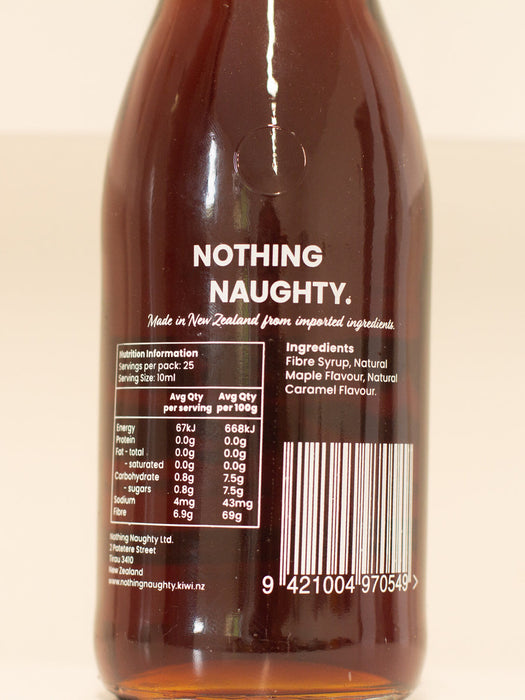 NOTHING
NAUGHTY.
Made in New Zealand from imported ingredients.
Nutrition Information
Servings per pack: 25
Serving Size: 10ml
Avg Qty per serving Avg Qty per 100g
Energy 67kJ 668kJ
Protein 0.0g 0.0g
Fat - total 0.0g 0.0g
- saturated 0.0g 0.0g
Carbohydrate 0.8g 7.5g
- sugars 0.8g 7.5g
Sodium 4mg 43mg
Fibre 6.9g 69g
Ingredients
Fibre Syrup, Natural
Maple Flavour, Natural
Caramel Flavour.
Nothing Naughty Ltd.
2 Patetere Street
Tirau 3410
New Zealand
www.nothingnaughty.kiwi.nz
9 421004 970549 >